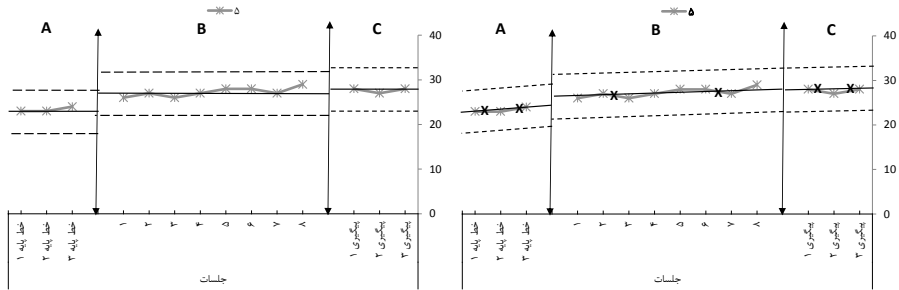 ۵
A B C
40
30
20
10
0
خط پایه ۱
خط پایه ۲
خط پایه ۳
۱
۲
۳
۴
۵
۶
۷
۸
پیگیری ۱
پیگیری ۲
پیگیری ۳
جلسات
۵
A B C
X X X X X X
40
30
20
10
0
خط پایه ۱
خط پایه ۲
خط پایه ۳
۱
۲
۳
۴
۵
۶
۷
۸
پیگیری ۱
پیگیری ۲
پیگیری ۳
جلسات